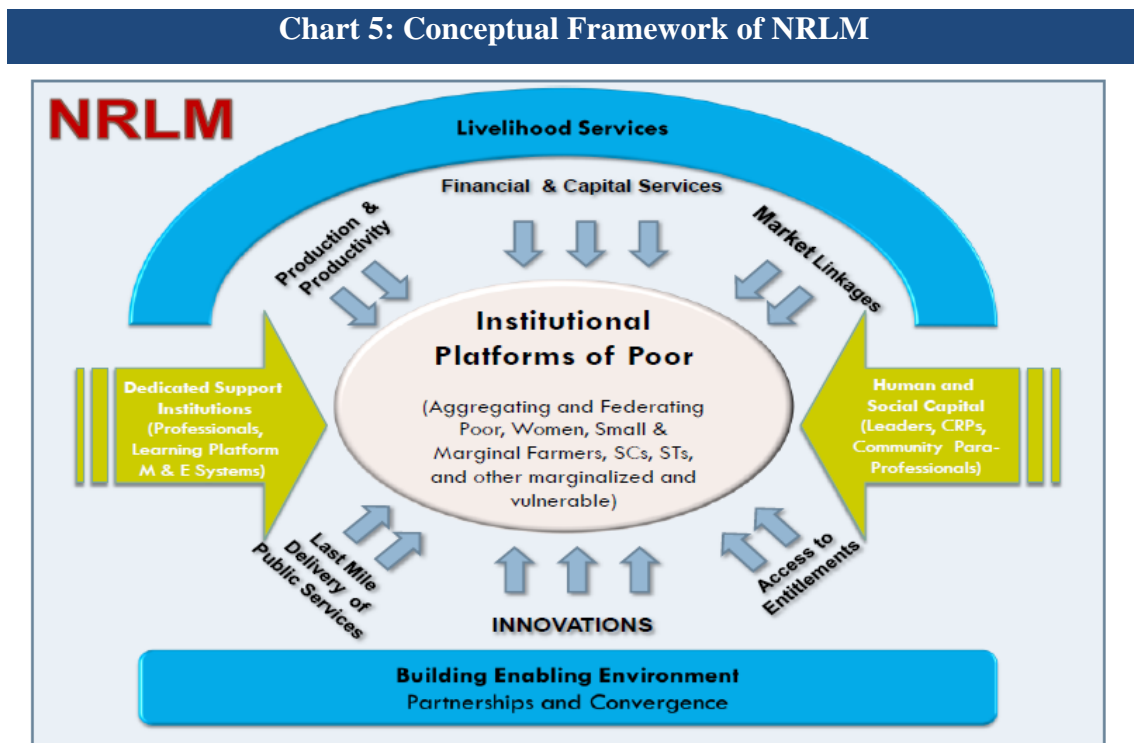 Chart 5: Conceptual Framework of NRLM
NRLM
Livelihood Services
Financial & Capital Services
Production &
Productivity
Market Linkages
Institutional
Platforms of Poor
(Aggregating and Federating
Poor, Women, Small &
Marginal Farmers, SCs, STs,
and other marginalized and
vulnerable)
Dedicated Support
Institutions
(Professionals,
Learning Platform
M & E Systems)
Human and
Social Capital
(Leaders, CRPs,
Community Para-
Professionals)
Last Mile
Delivery of
Public Services
INNOVATIONS
Access to
Entitlements
Building Enabling Environment
Partnerships and Convergence